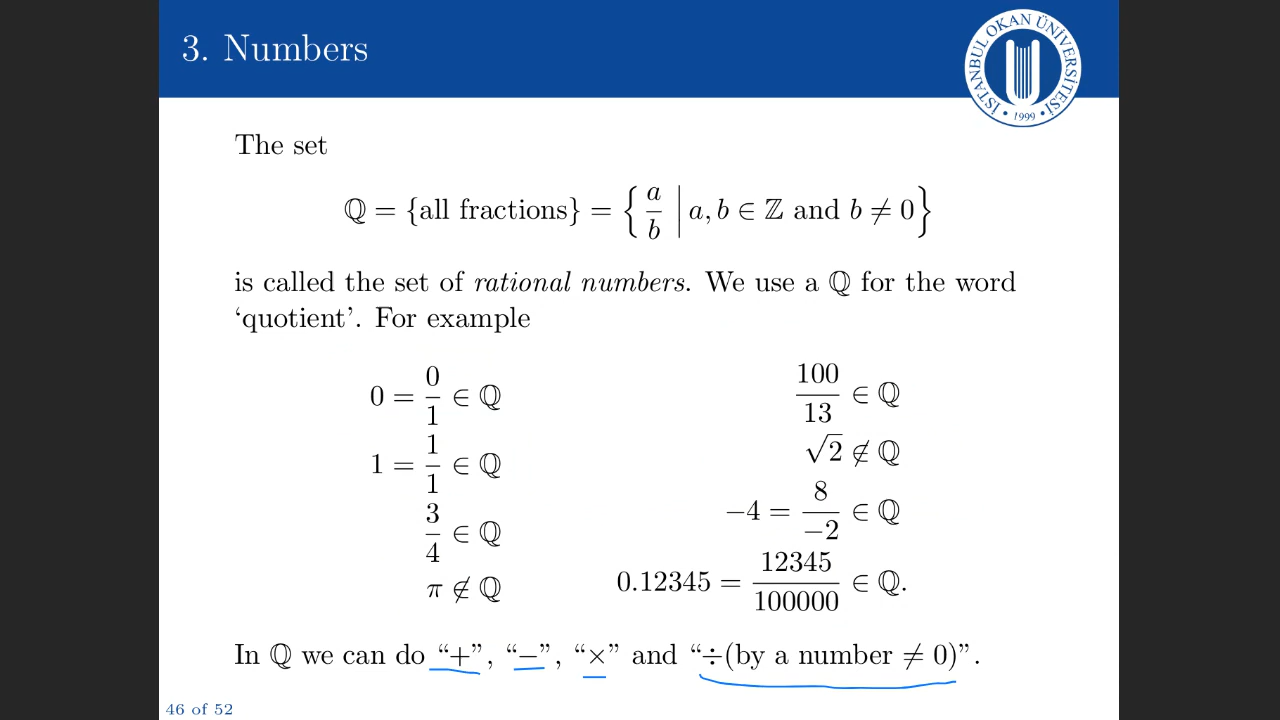 3. Numbers
İSTANBUL OKAN ÜNİVERSİTESİ
• 1999 •
The set
ℚ = {all fractions} = { a/b | a, b ∈ ℤ and b ≠ 0 }
is called the set of rational numbers. We use a ℚ for the word
‘quotient’. For example
0 = 0/1 ∈ ℚ
1 = 1/1 ∈ ℚ
3/4 ∈ ℚ
π ∉ ℚ
100/13 ∈ ℚ
√2 ∉ ℚ
−4 = 8/−2 ∈ ℚ
0.12345 = 12345/100000 ∈ ℚ.
In ℚ we can do “+”, “−”, “×” and “÷(by a number ≠ 0)”.
46 of 52